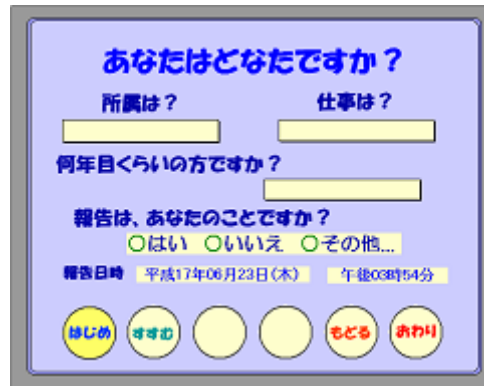 あなたはどなたですか？
所属は？ 仕事は？
何年目くらいの方ですか？
報告は、あなたのことですか？
○はい ○いいえ ○その他...
報告日時 平成17年06月23日(木) 午後03時54分
はじめ すすむ もどる おわり